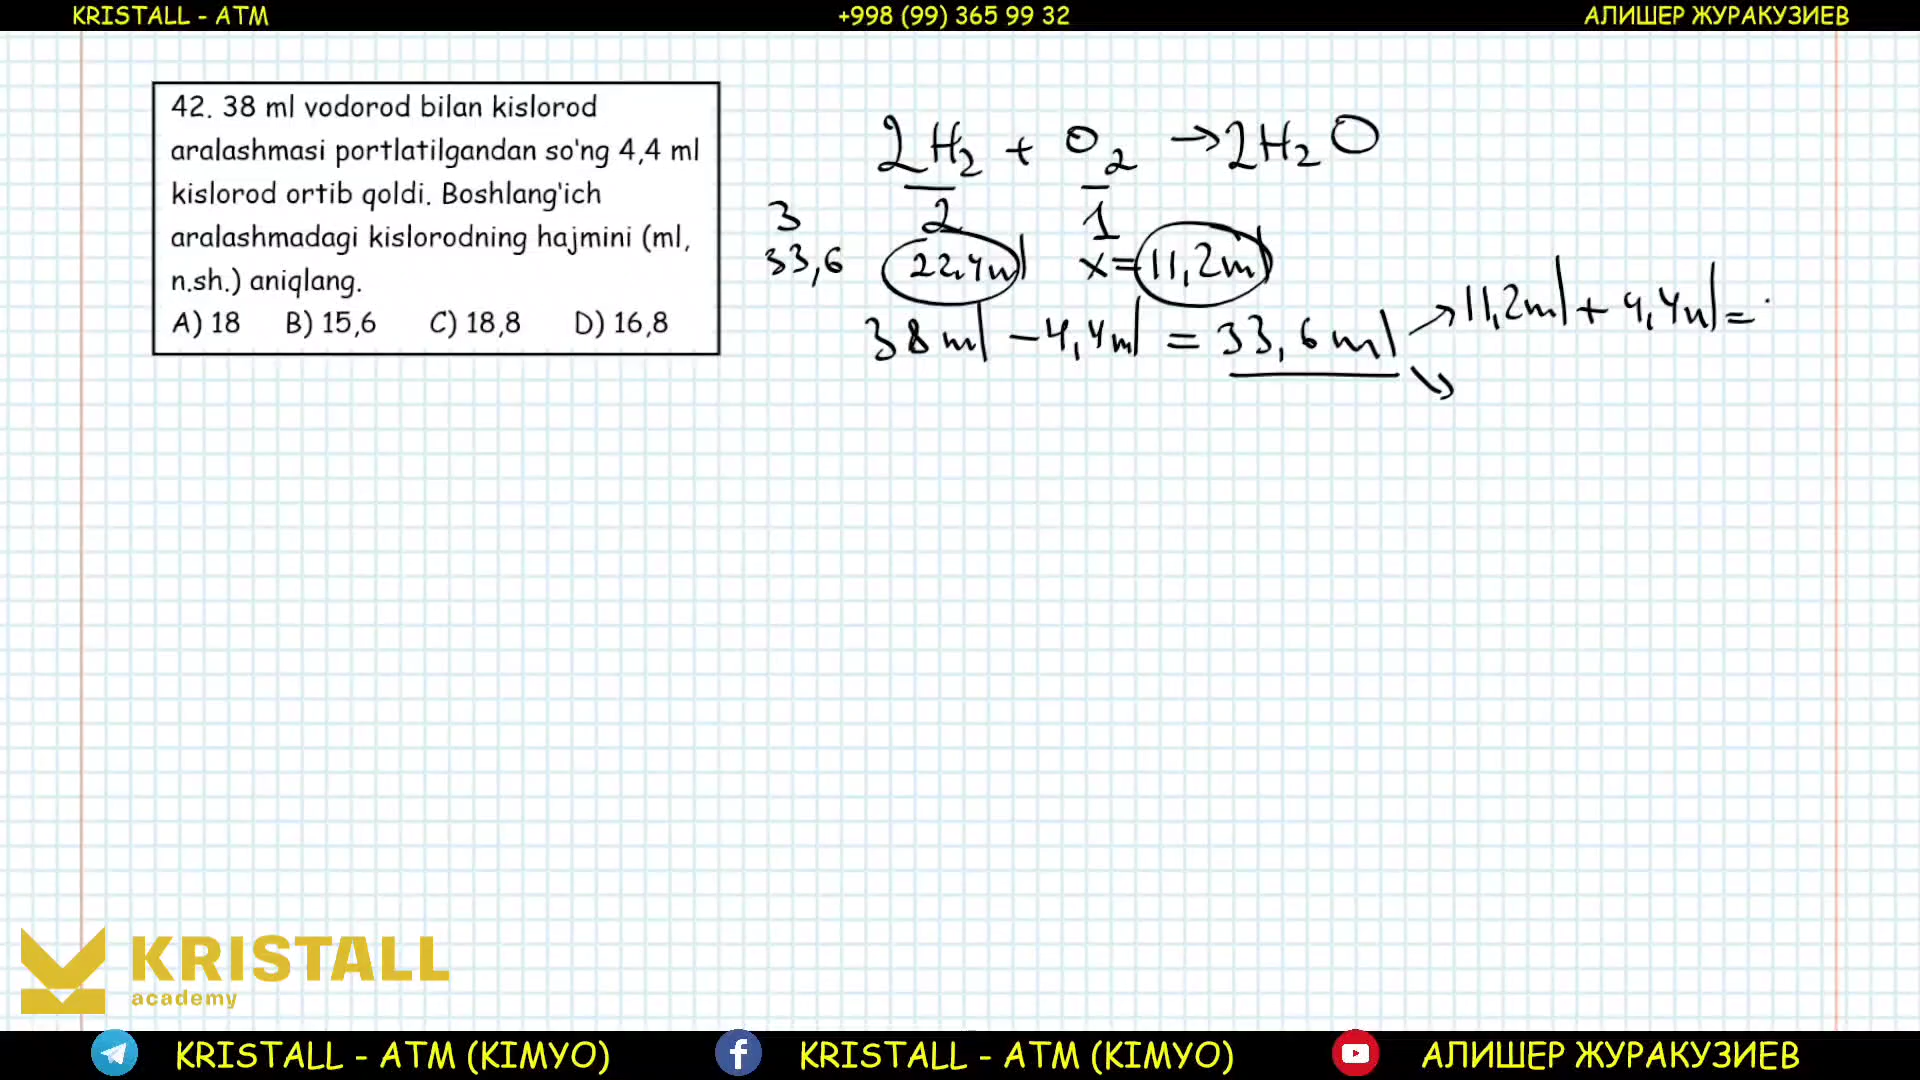 KRISTALL - ATM +998 (99) 365 99 32 АЛИШЕР ЖУРАКУЗИЕВ
42. 38 ml vodorod bilan kislorod
aralashmasi portlatilgandan so'ng 4,4 ml
kislorod ortib qoldi. Boshlang'ich
aralashmadagi kislorodning hajmini (ml,
n.sh.) aniqlang.
A) 18 B) 15,6 C) 18,8 D) 16,8
2H2 + O2 → 2H2O
3 2 1
33,6 22,4ml x=11,2ml
38ml - 4,4ml = 33,6ml → 11,2ml + 4,4ml =
KRISTALL
academy
KRISTALL - ATM (KIMYO) KRISTALL - ATM (KIMYO) АЛИШЕР ЖУРАКУЗИЕВ